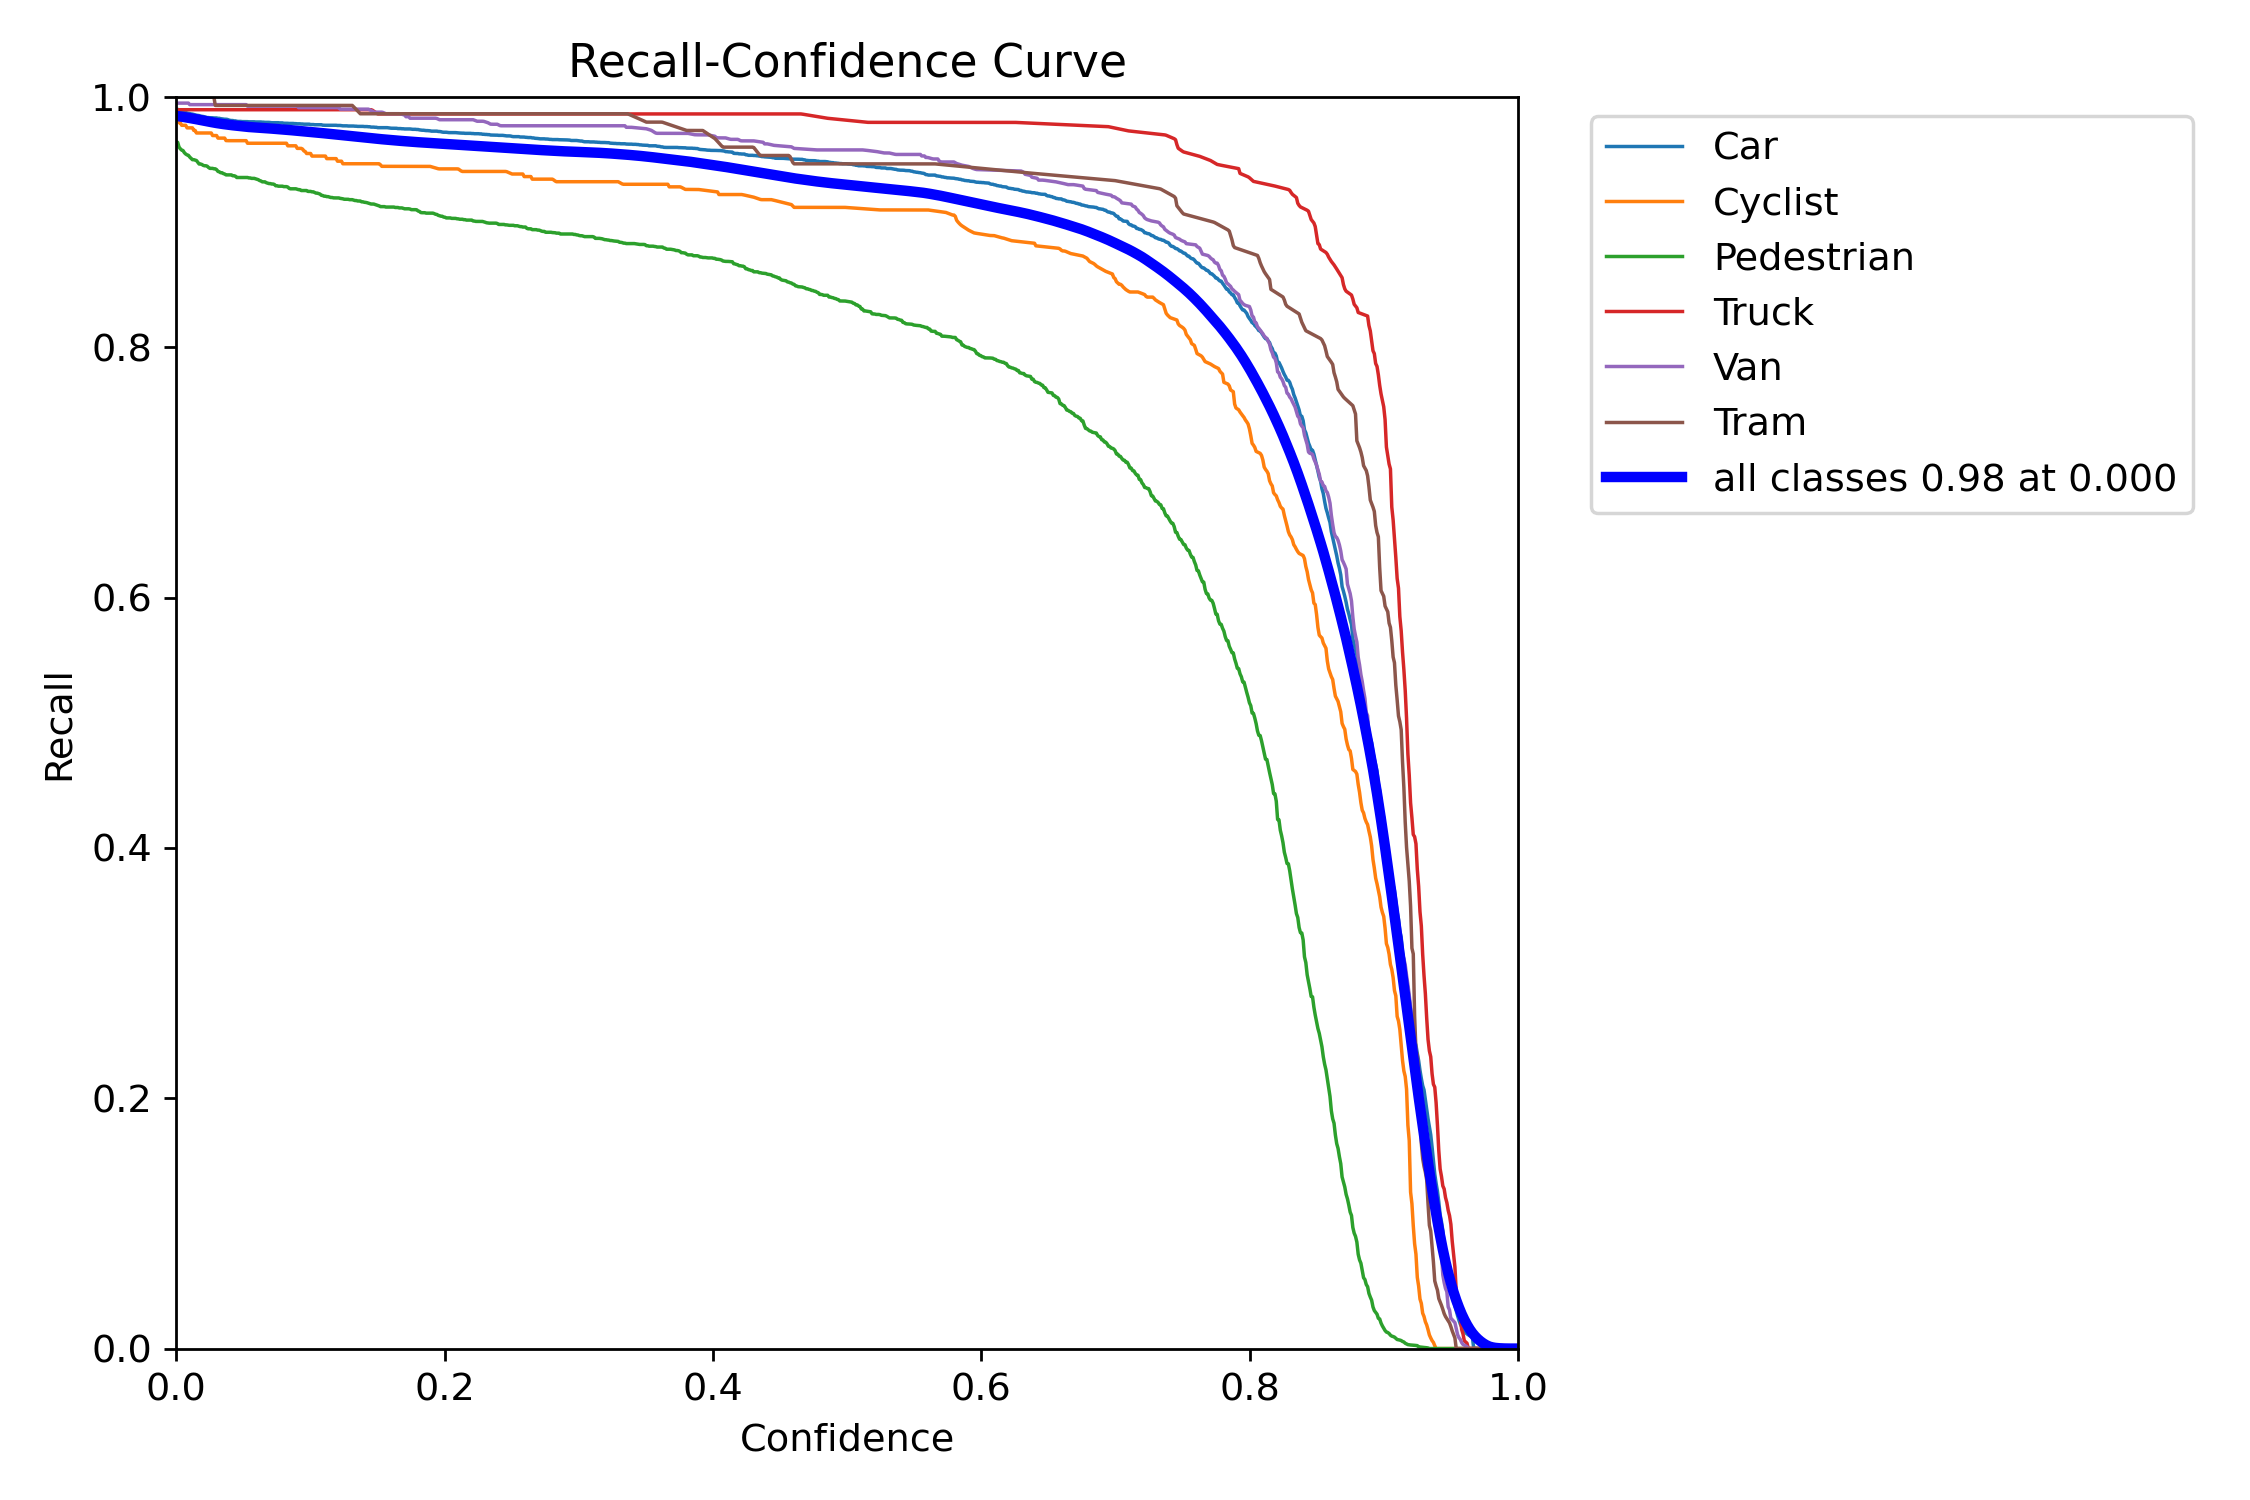 Recall-Confidence Curve
1.0
0.8
0.6
0.4
0.2
0.0
Recall
0.0 0.2 0.4 0.6 0.8 1.0
Confidence
Car
Cyclist
Pedestrian
Truck
Van
Tram
all classes 0.98 at 0.000